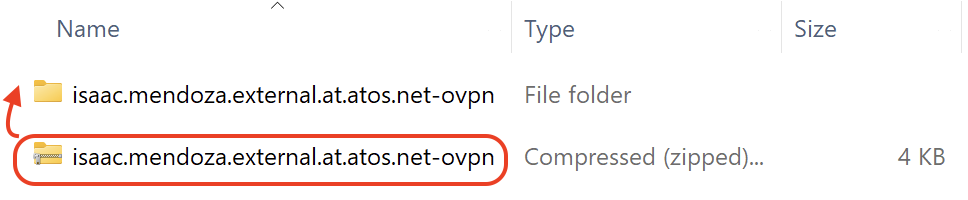 Name Type Size
isaac.mendoza.external.at.atos.net-ovpn File folder
isaac.mendoza.external.at.atos.net-ovpn Compressed (zipped)... 4 KB